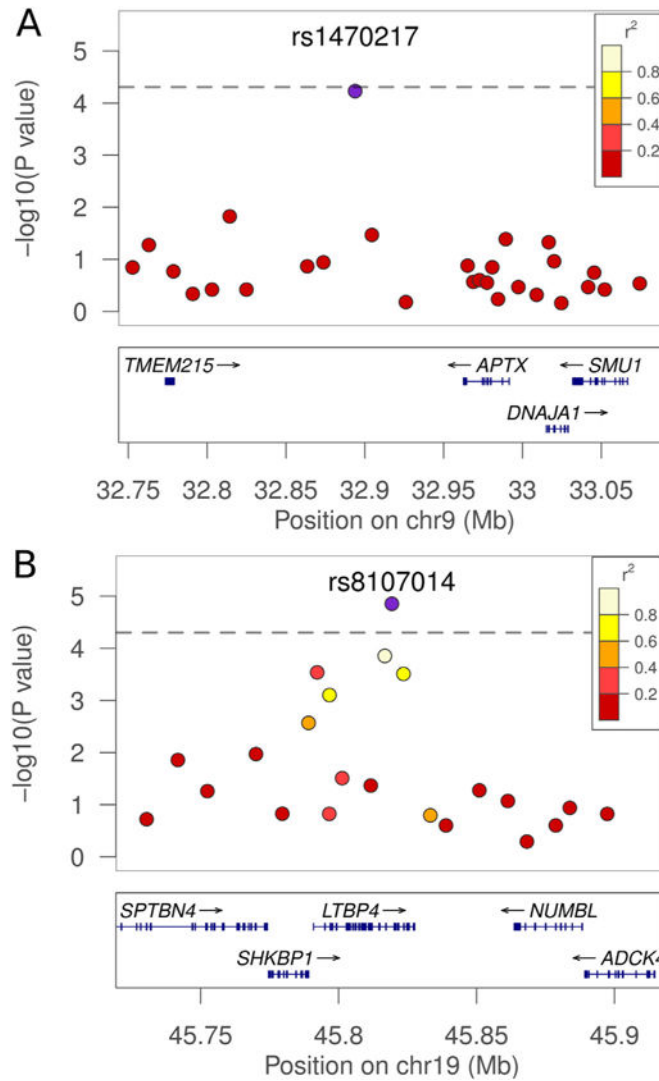 A
rs1470217
r2
5
4
3
2
1
0
−log10(P value)
0.8
0.6
0.4
0.2
TMEM215
APTX
SMU1
DNAJA1
32.75 32.8 32.85 32.9 32.95 33 33.05
Position on chr9 (Mb)
B
rs8107014
r2
5
4
3
2
1
0
−log10(P value)
0.8
0.6
0.4
0.2
SPTBN4
LTBP4
NUMBL
SHKBP1
ADCK4
45.75 45.8 45.85 45.9
Position on chr19 (Mb)